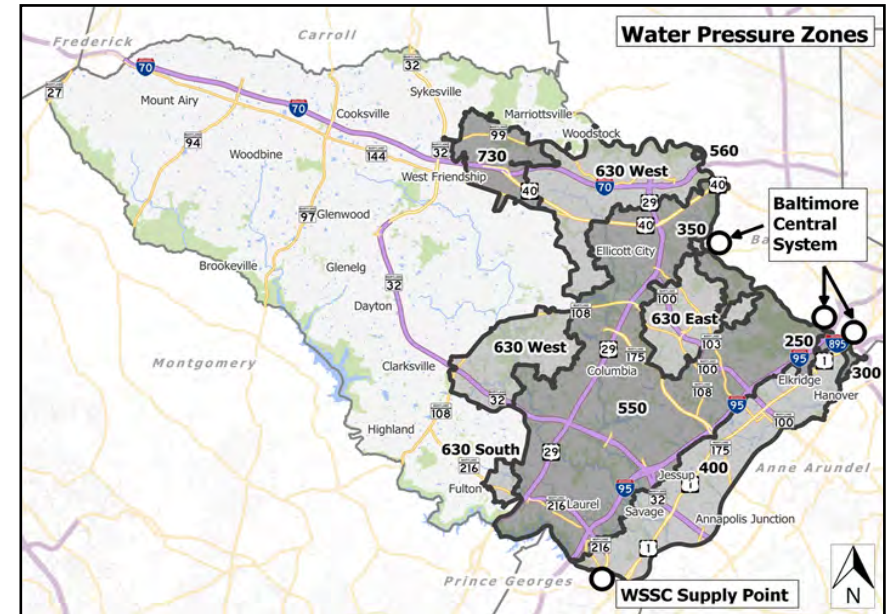 Water Pressure Zones
Frederick
Carroll
70
32
27
Mount Airy
70
Cooksville
Sykesville
Marriottsville
94
99
Woodstock
560
Woodbine
144
32
730
630 West
West Friendship
70
40
40
29
Baltimore
Central
System
97
Glenwood
40
350
Ba
Ellicott City
Brookeville
Glenelg
32
Dayton
108
100
630 East
630 West
29
175
103
250
895
95
1
300
Montgomery
Clarksville
Columbia
100
Elkridge
32
108
95
Hanover
108
550
100
Highland
630 South
29
175
216
400
Anne Arundel
Jessup
1
Fulton
95
32
216
Laurel
Savage
Annapolis Junction
216
1
Prince Georges
WSSC Supply Point
N